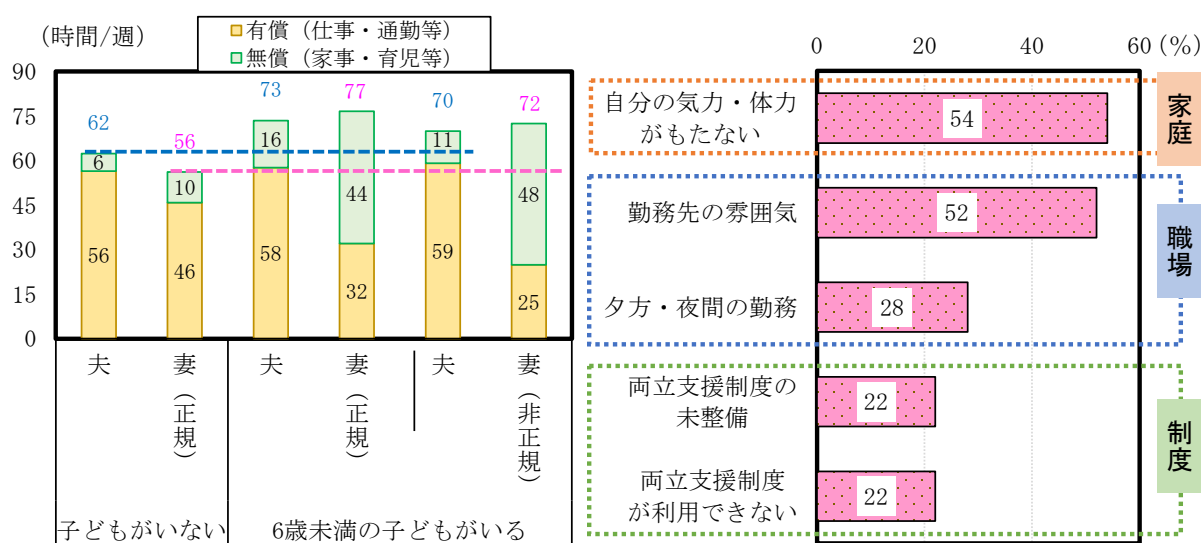 (時間/週)
有償（仕事・通勤等）
無償（家事・育児等）
90
75
60
45
30
15
0
62
6
56
56
10
46
73
16
58
77
44
32
70
11
59
72
48
25
夫
妻（正規）
夫
妻（正規）
夫
妻（非正規）
子どもがいない
6歳未満の子どもがいる
0
20
40
60
(%)
自分の気力・体力
がもたない
54
家庭
勤務先の雰囲気
52
夕方・夜間の勤務
28
職場
両立支援制度の
未整備
22
両立支援制度
が利用できない
22
制度